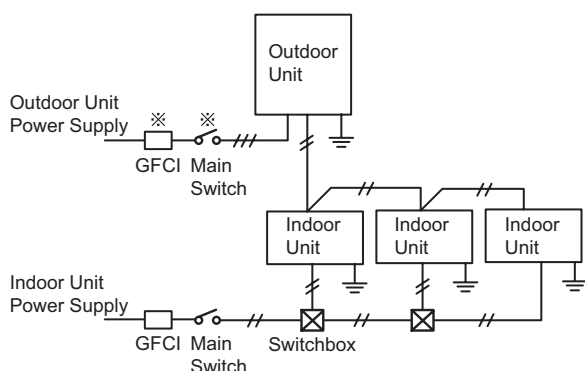 Outdoor
Unit
Outdoor Unit
Power Supply
※
※
GFCI
Main
Switch
Indoor
Unit
Indoor
Unit
Indoor
Unit
Indoor Unit
Power Supply
GFCI
Main
Switch
Switchbox